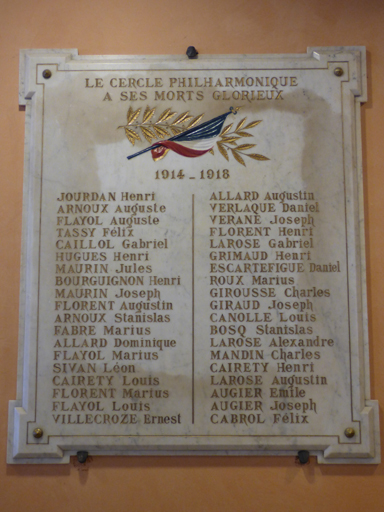 LE CERCLE PHILHARMONIQUE
A SES MORTS GLORIEUX
1914 - 1918
JOURDAN Henri
ARNOUX Auguste
FLAYOL Auguste
TASSY Félix
CAILLOL Gabriel
HUGUES Henri
MAURIN Jules
BOURGUIGNON Henri
MAURIN Joseph
FLORENT Augustin
ARNOUX Stanislas
FABRE Marius
ALLARD Dominique
FLAYOL Marius
SIVAN Léon
CAIRETY Louis
FLORENT Marius
FLAYOL Louis
VILLECROZE Ernest
ALLARD Augustin
VERLAQUE Daniel
VERANE Joseph
FLORENT Henri
LAROSE Gabriel
GRIMAUD Henri
ESCARTEFIGUE Daniel
ROUX Marius
GIROUSSE Charles
GIRAUD Joseph
CANOLLE Louis
BOSQ Stanislas
LAROSE Alexandre
MANDIN Charles
CAIRETY Henri
LAROSE Augustin
AUGIER Emile
AUGIER Joseph
CABROL Félix